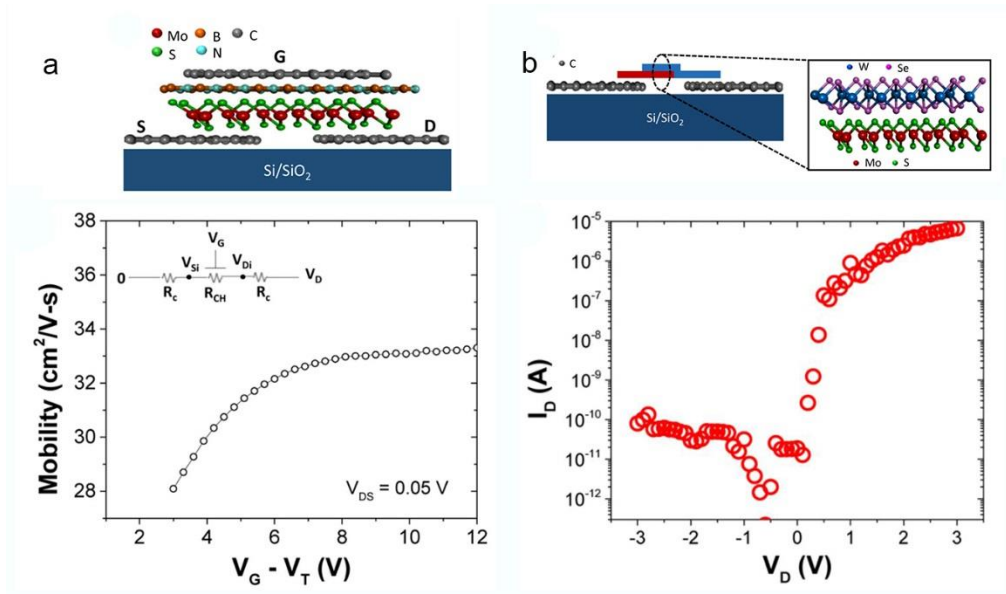 a
Mo B C
S N
G
S D
Si/SiO2
b
C
Si/SiO2
W Se
Mo S
38
36
34
32
30
28
Mobility (cm2/V-s)
VG
0 VSi VDi VD
Rc RCH Rc
VDS = 0.05 V
2 4 6 8 10 12
VG - VT (V)
10-5
10-6
10-7
10-8
10-9
10-10
10-11
10-12
ID (A)
-3 -2 -1 0 1 2 3
VD (V)